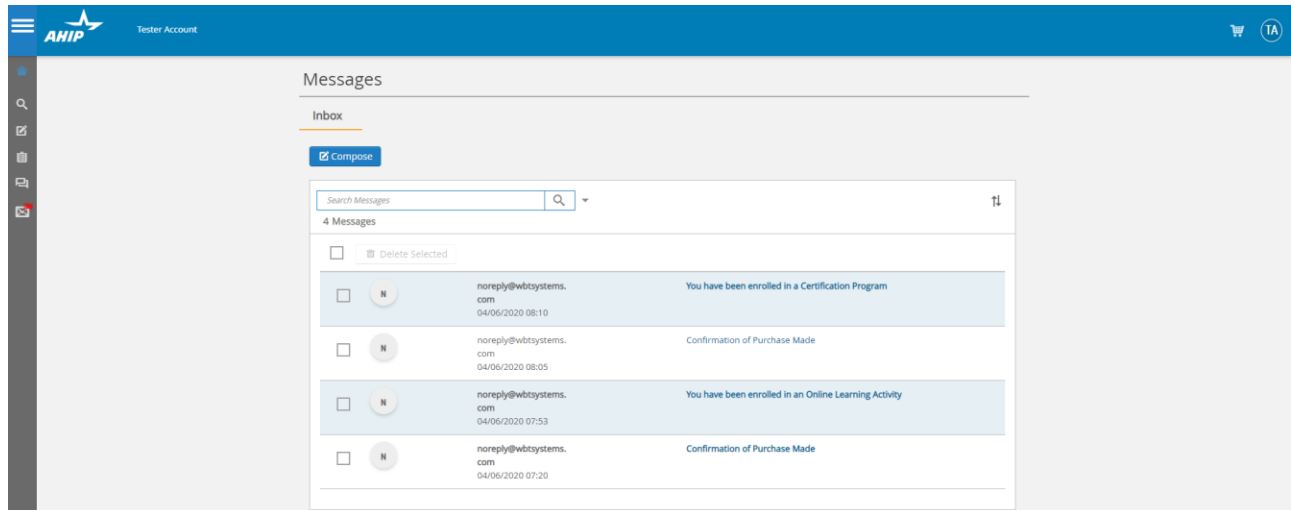 AHIP
Tester Account
TA
Messages
Inbox
Compose
Search Messages
4 Messages
Delete Selected
N
noreply@wbtsystems.
com
04/06/2020 08:10
You have been enrolled in a Certification Program
N
noreply@wbtsystems.
com
04/06/2020 08:05
Confirmation of Purchase Made
N
noreply@wbtsystems.
com
04/06/2020 07:53
You have been enrolled in an Online Learning Activity
N
noreply@wbtsystems.
com
04/06/2020 07:20
Confirmation of Purchase Made